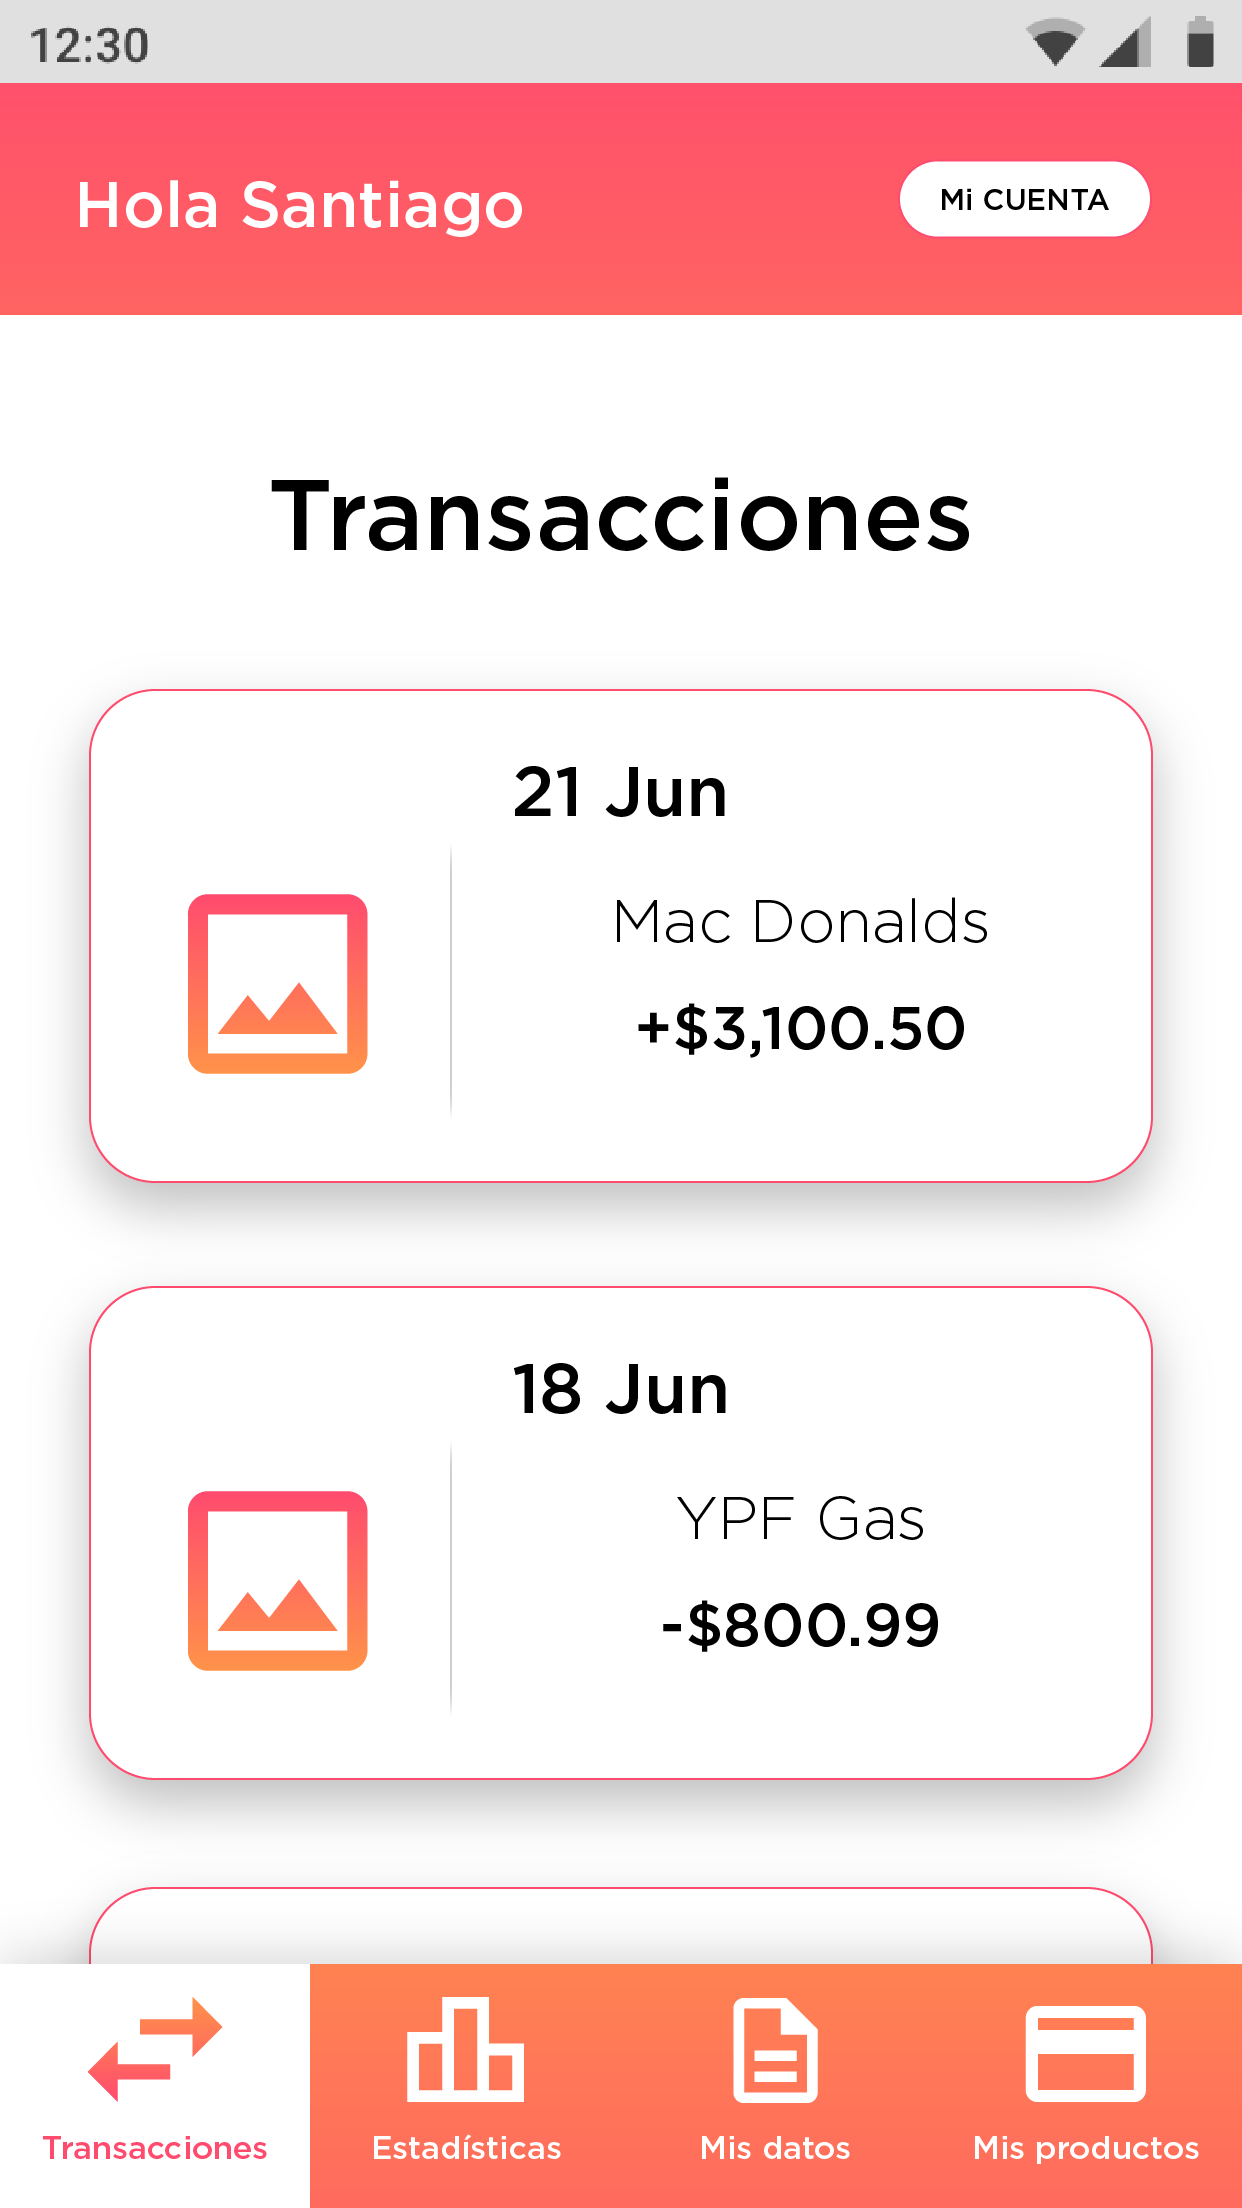 12:30
Hola Santiago
Mi CUENTA
Transacciones
21 Jun
Mac Donalds
+$3,100.50
18 Jun
YPF Gas
-$800.99
Transacciones
Estadísticas
Mis datos
Mis productos